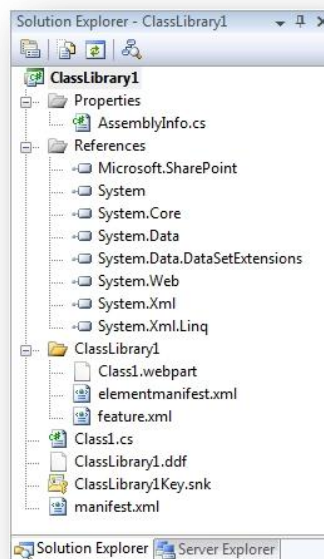 Solution Explorer - ClassLibrary1
ClassLibrary1
Properties
AssemblyInfo.cs
References
Microsoft.SharePoint
System
System.Core
System.Data
System.Data.DataSetExtensions
System.Web
System.Xml
System.Xml.Linq
ClassLibrary1
Class1.webpart
elementmanifest.xml
feature.xml
Class1.cs
ClassLibrary1.ddf
ClassLibrary1Key.snk
manifest.xml
Solution Explorer Server Explorer